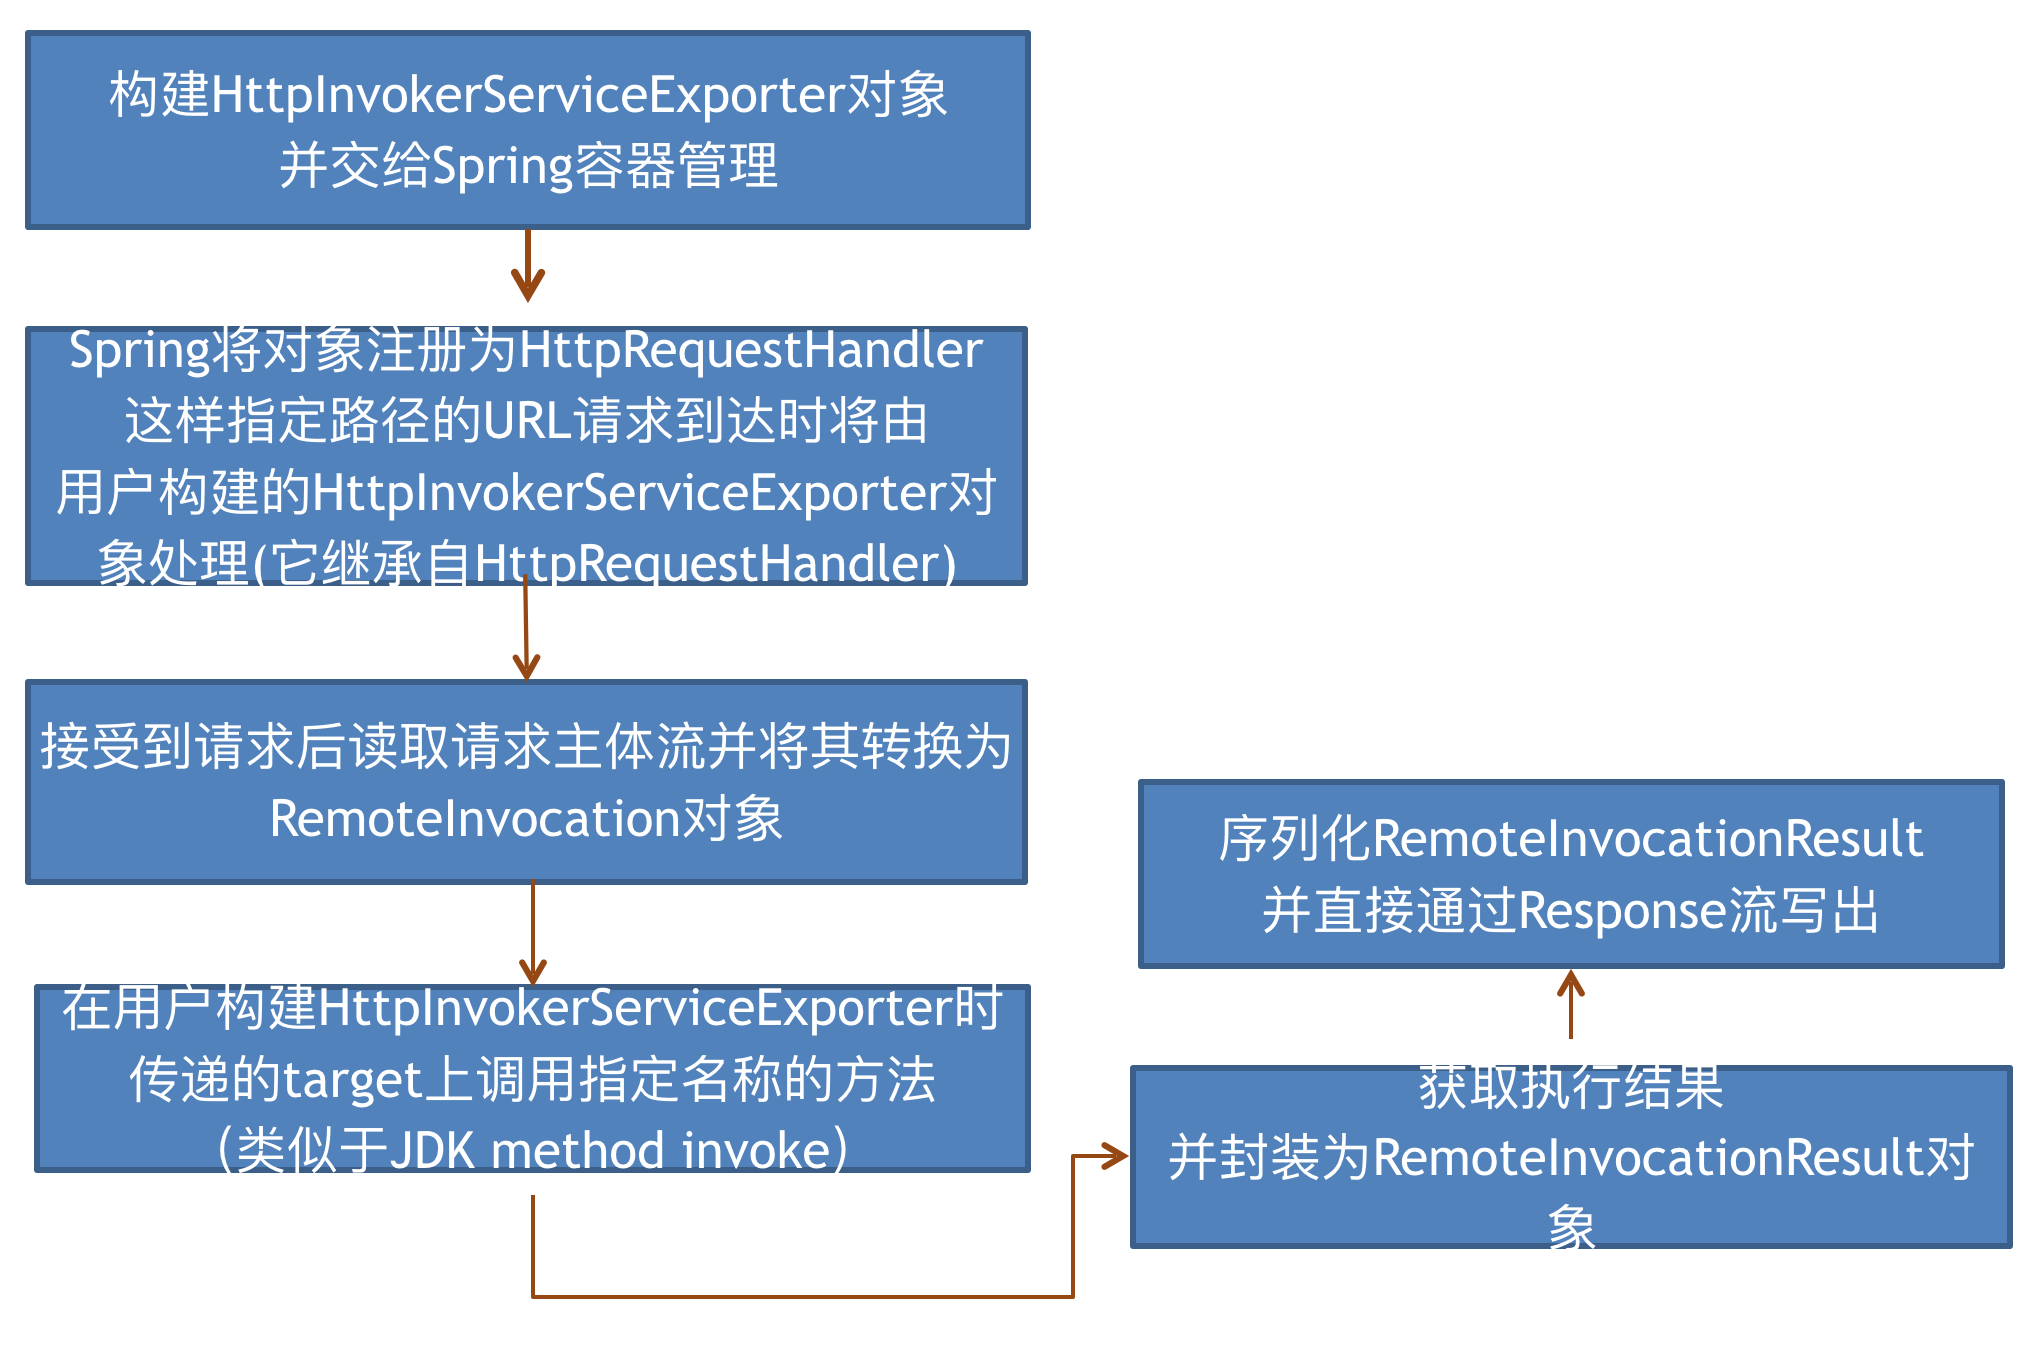 构建HttpInvokerServiceExporter对象
并交给Spring容器管理
Spring将对象注册为HttpRequestHandler
这样指定路径的URL请求到达时将由
用户构建的HttpInvokerServiceExporter对
象处理(它继承自HttpRequestHandler)
接受到请求后读取请求主体流并将其转换为
RemoteInvocation对象
在用户构建HttpInvokerServiceExporter时
传递的target上调用指定名称的方法
（类似于JDK method invoke）
获取执行结果
并封装为RemoteInvocationResult对
象
序列化RemoteInvocationResult
并直接通过Response流写出